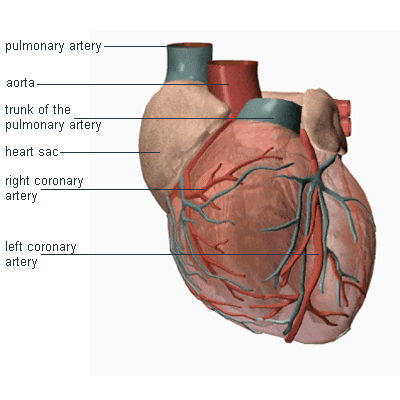 pulmonary artery
aorta
trunk of the
pulmonary artery
heart sac
right coronary
artery
left coronary
artery